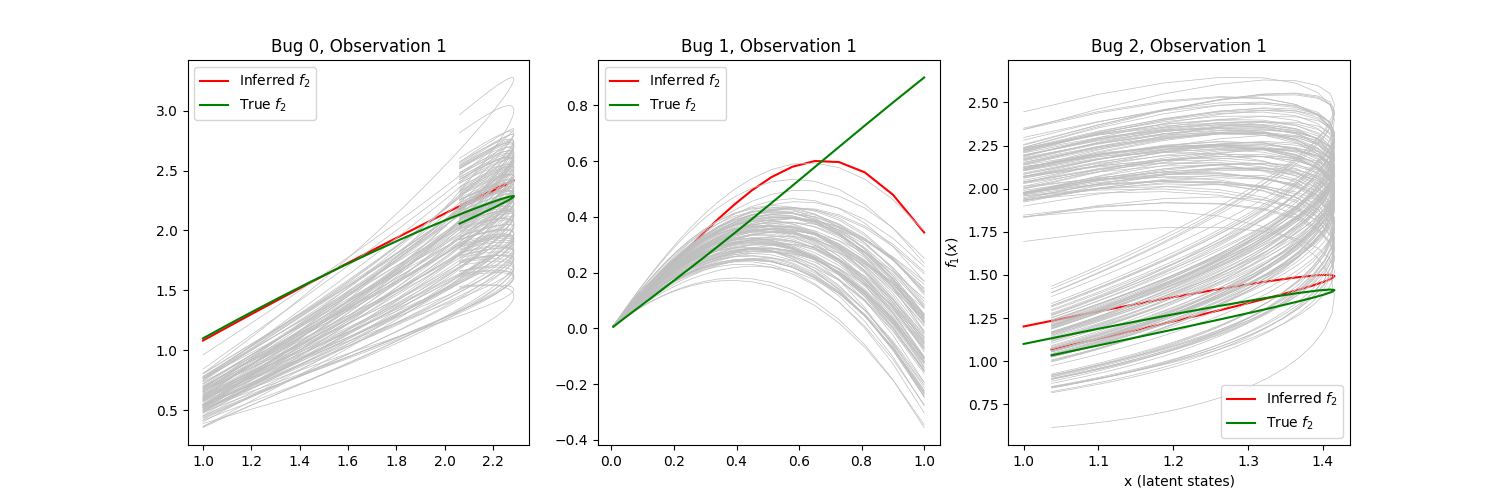 Bug 0, Observation 1
Inferred f₂
True f₂
3.0
2.5
2.0
1.5
1.0
0.5
1.0 1.2 1.4 1.6 1.8 2.0 2.2
Bug 1, Observation 1
Inferred f₂
True f₂
0.8
0.6
0.4
0.2
0.0
−0.2
−0.4
0.0 0.2 0.4 0.6 0.8 1.0
Bug 2, Observation 1
2.50
2.25
2.00
1.75
1.50
1.25
1.00
0.75
f₁(x)
Inferred f₂
True f₂
1.0 1.1 1.2 1.3 1.4
x (latent states)